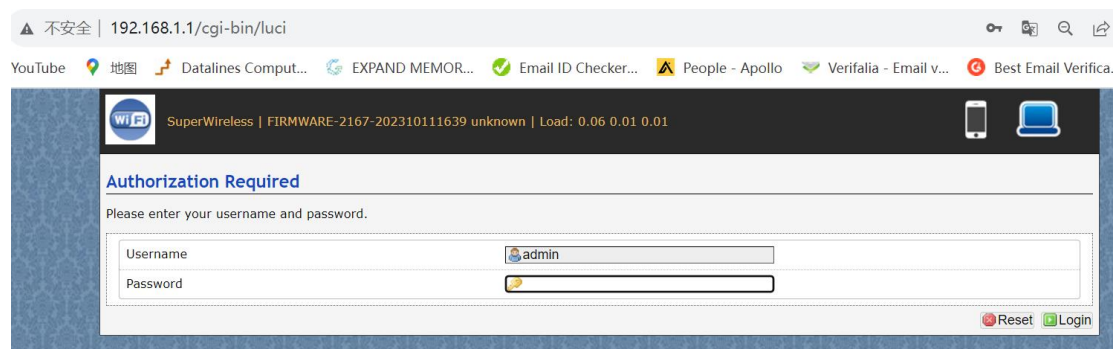 不安全 | 192.168.1.1/cgi-bin/luci
YouTube 地图 Datalines Comput... EXPAND MEMOR... Email ID Checker... People - Apollo Verifalia - Email v... Best Email Verifica.
WiFi SuperWireless | FIRMWARE-2167-202310111639 unknown | Load: 0.06 0.01 0.01
Authorization Required
Please enter your username and password.
Username admin
Password
Reset Login